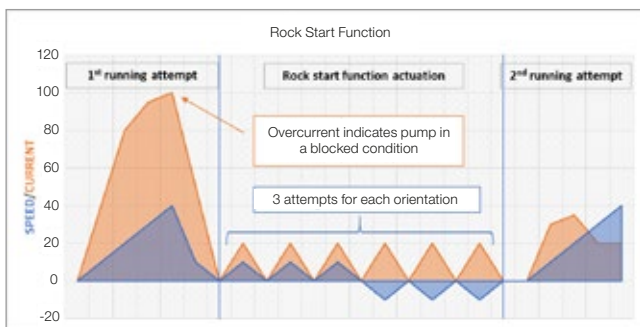 Rock Start Function
120
100
80
60
40
20
0
-20
SPEED/CURRENT
1st running attempt
Rock start function actuation
2nd running attempt
Overcurrent indicates pump in
a blocked condition
3 attempts for each orientation